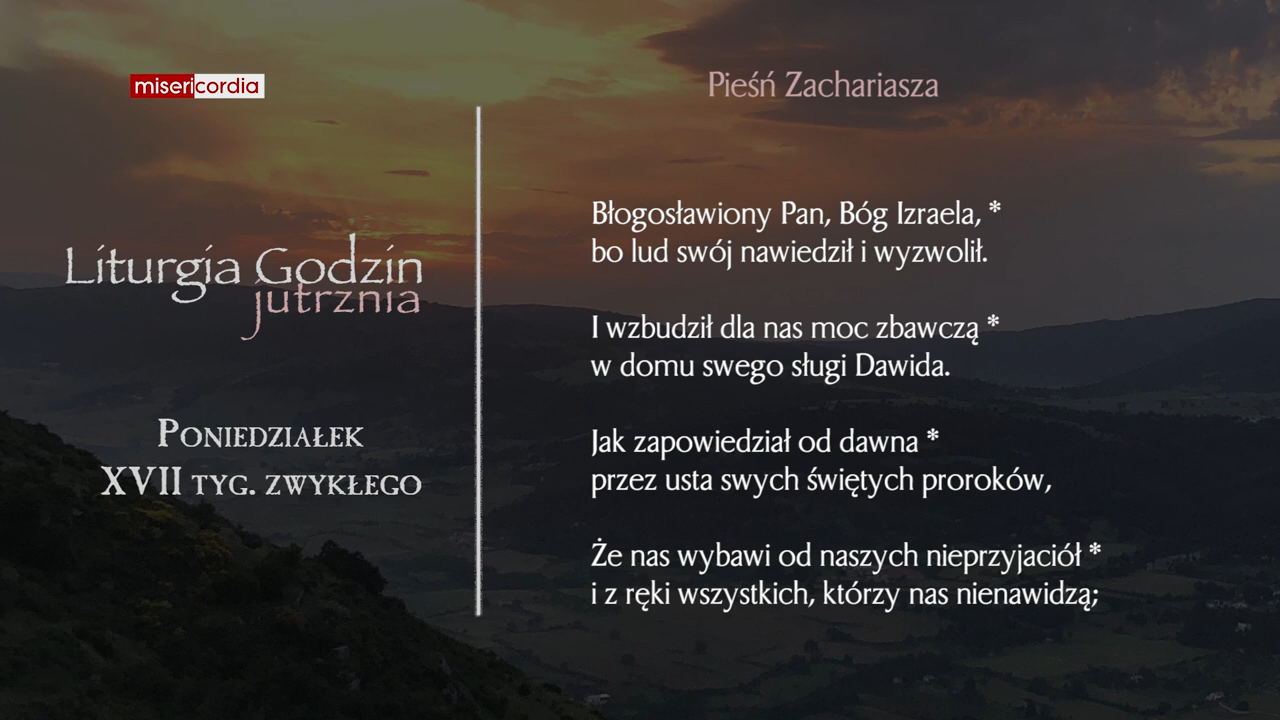 misericordia
Liturgia Godzin
jutrznia
Poniedziałek
XVII tyg. zwykłego
Pieśń Zachariasza
Błogosławiony Pan, Bóg Izraela, *
bo lud swój nawiedził i wyzwolił.
I wzbudził dla nas moc zbawczą *
w domu swego sługi Dawida.
Jak zapowiedział od dawna *
przez usta swych świętych proroków,
Że nas wybawi od naszych nieprzyjaciół *
i z ręki wszystkich, którzy nas nienawidzą;